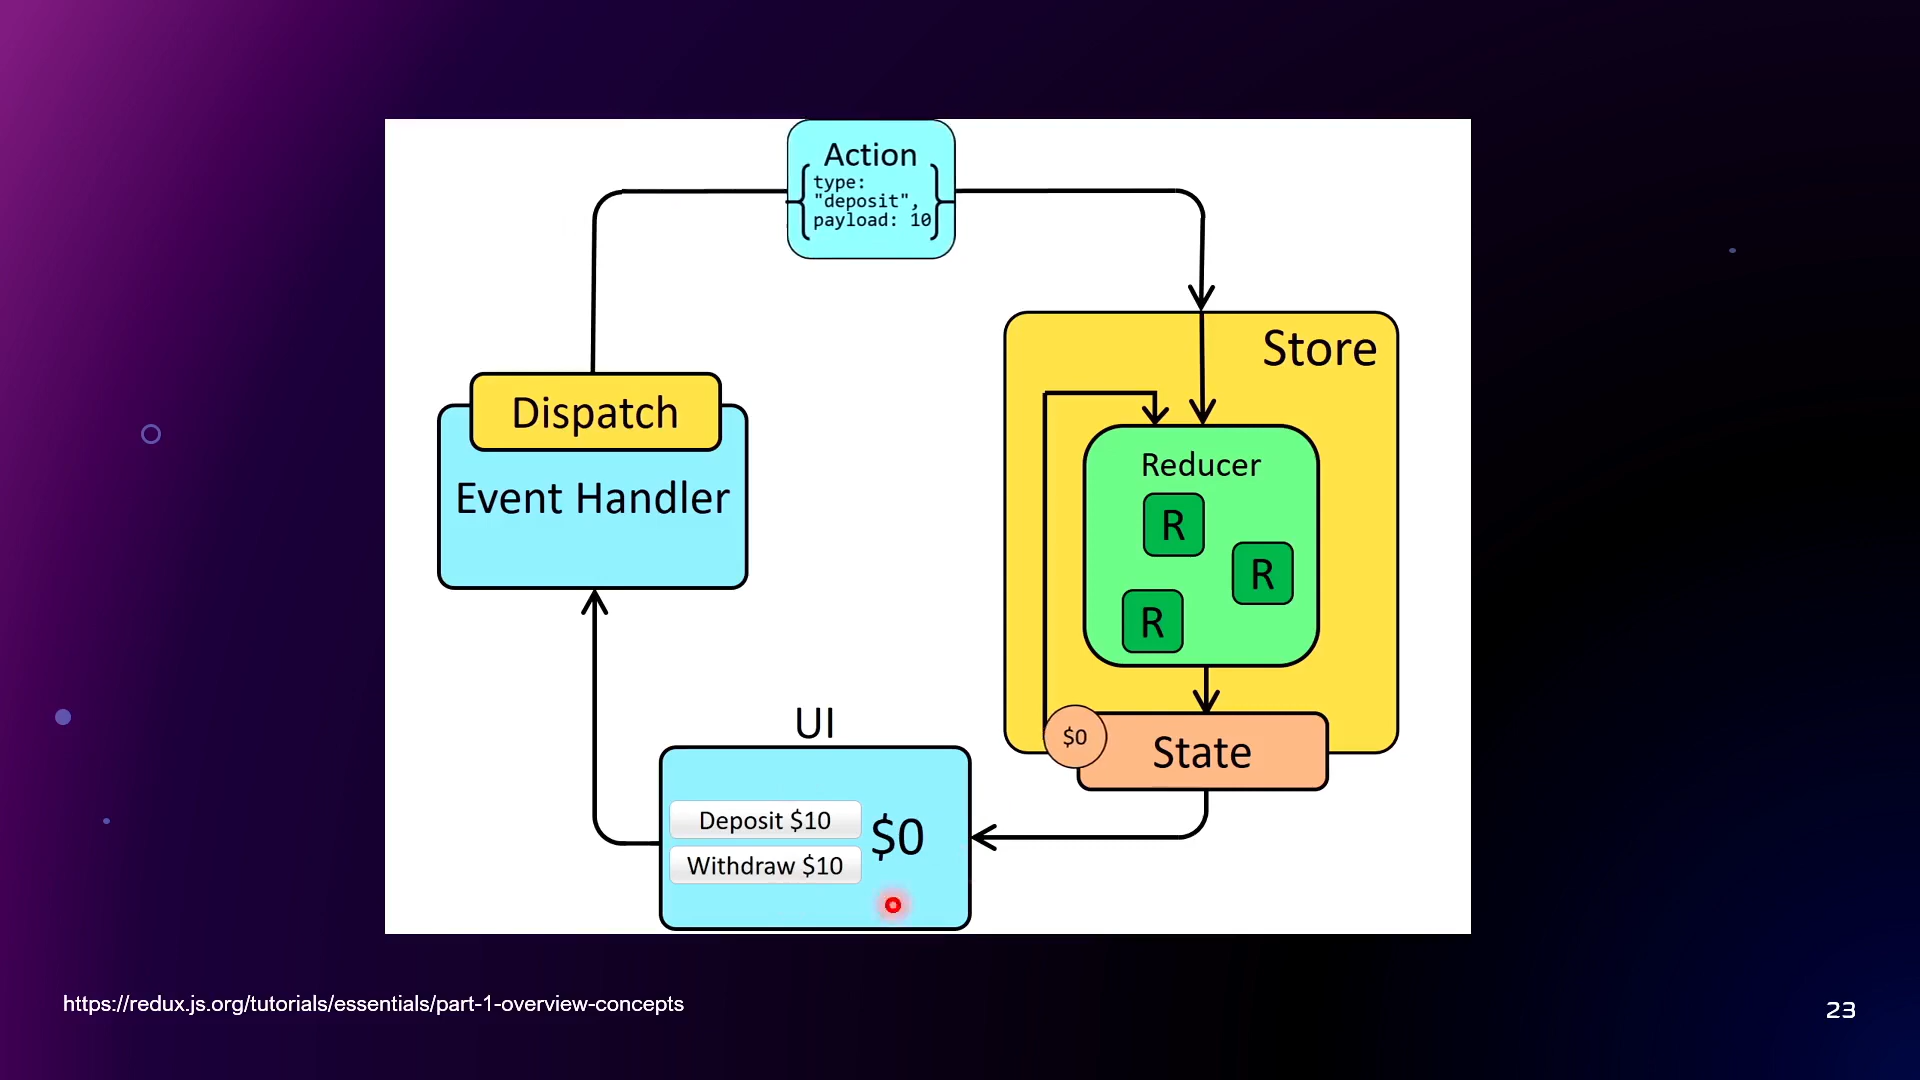 Action
type:
"deposit",
payload: 10
Store
Dispatch
Event Handler
Reducer
R
R
R
$0
State
UI
Deposit $10
$0
Withdraw $10
https://redux.js.org/tutorials/essentials/part-1-overview-concepts
23